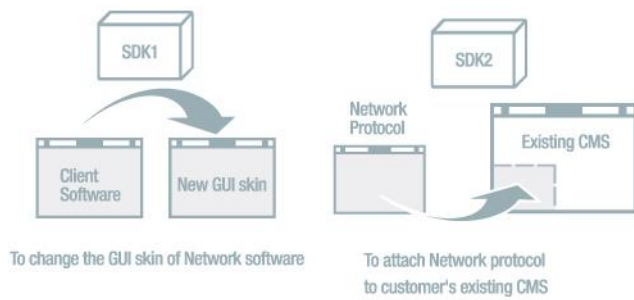 SDK1
Client
Software
New GUI skin
To change the GUI skin of Network software
SDK2
Network
Protocol
Existing CMS
To attach Network protocol
to customer's existing CMS